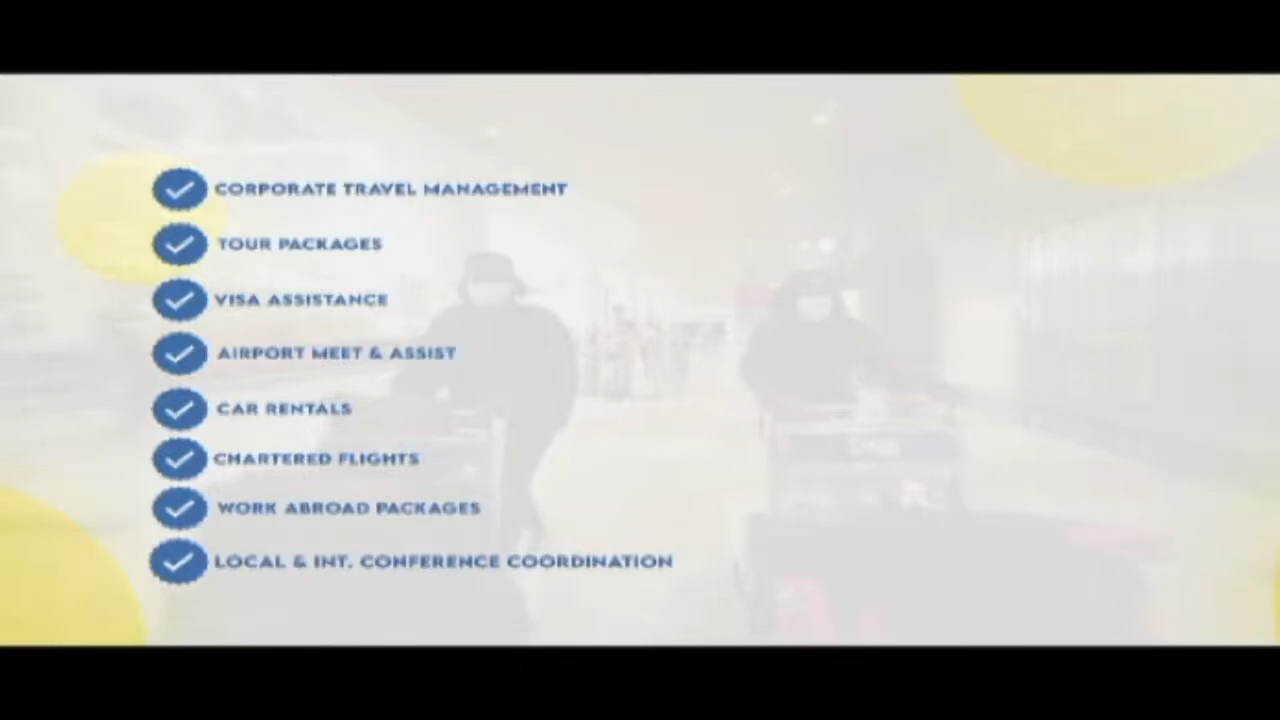 CORPORATE TRAVEL MANAGEMENT
TOUR PACKAGES
VISA ASSISTANCE
AIRPORT MEET & ASSIST
CAR RENTALS
CHARTERED FLIGHTS
WORK ABROAD PACKAGES
LOCAL & INT. CONFERENCE COORDINATION